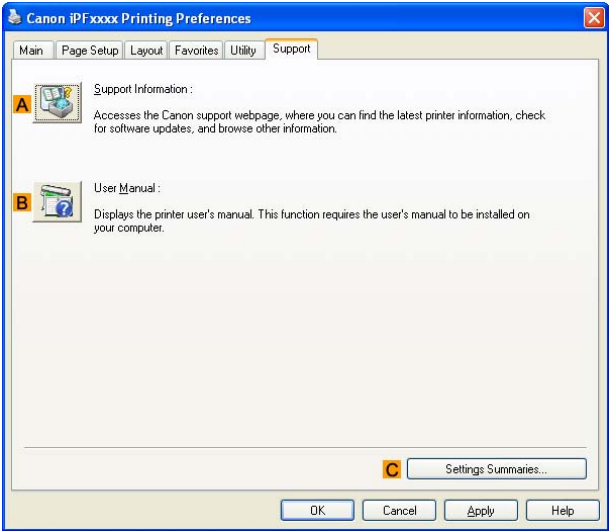 Canon iPFxxxx Printing Preferences
Main Page Setup Layout Favorites Utility Support
A
Support Information :
Accesses the Canon support webpage, where you can find the latest printer information, check
for software updates, and browse other information.
B
User Manual :
Displays the printer user's manual. This function requires the user's manual to be installed on
your computer.
C Settings Summaries...
OK Cancel Apply Help